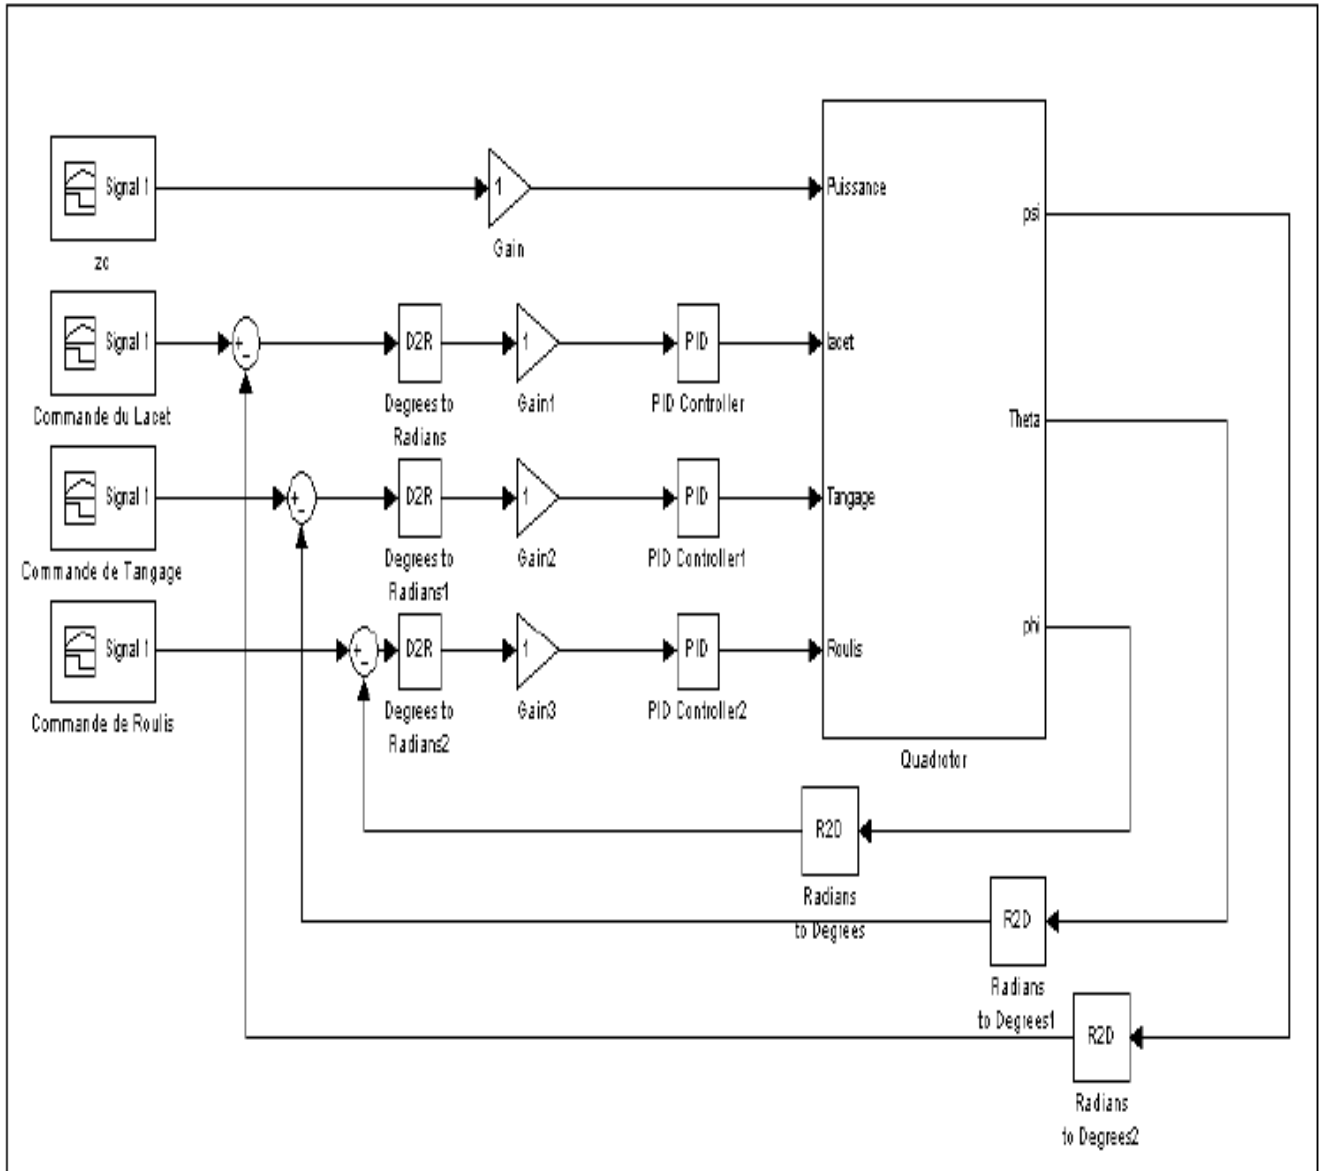 Signal 1
zc
1
Gain
Puissance
psi
Signal 1
+
-
D2R
1
PID
lacet
Commande du Lacet
Degrees to
Radians
Gain1
PID Controller
Theta
Signal 1
+
-
D2R
1
PID
Tangage
Commande de Tangage
Degrees to
Radians1
Gain2
PID Controller1
phi
Signal 1
+
-
D2R
1
PID
Roulis
Commande de Roulis
Degrees to
Radians2
Gain3
PID Controller2
Quadrotor
R2D
Radians
to Degrees
R2D
Radians
to Degrees1
R2D
Radians
to Degrees2